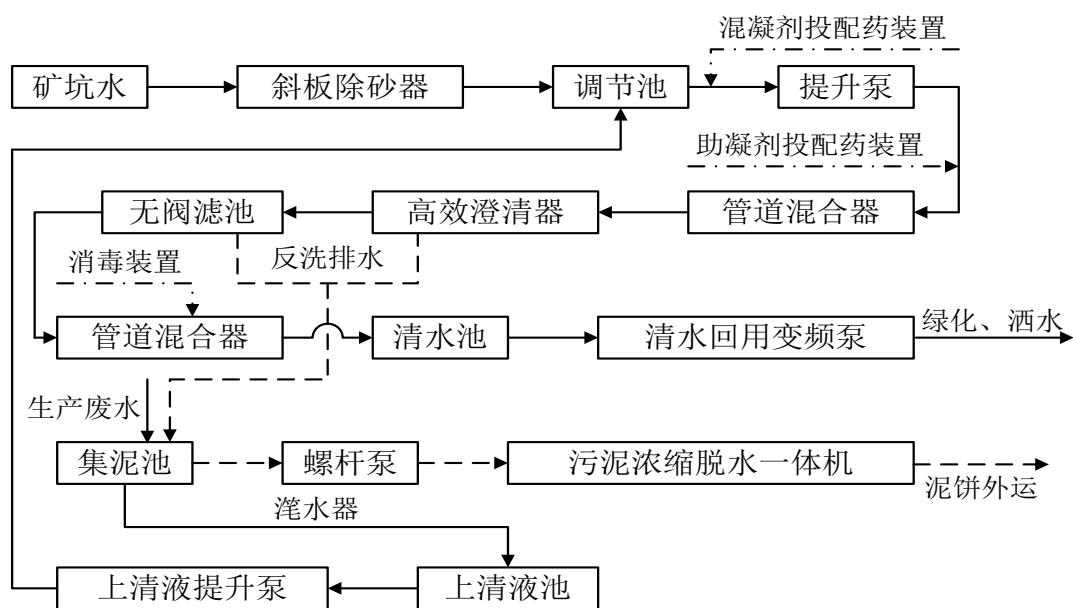 混凝剂投配药装置
矿坑水
斜板除砂器
调节池
提升泵
助凝剂投配药装置
无阀滤池
高效澄清器
管道混合器
反洗排水
消毒装置
管道混合器
清水池
清水回用变频泵
绿化、洒水
生产废水
集泥池
螺杆泵
污泥浓缩脱水一体机
泥饼外运
滗水器
上清液提升泵
上清液池